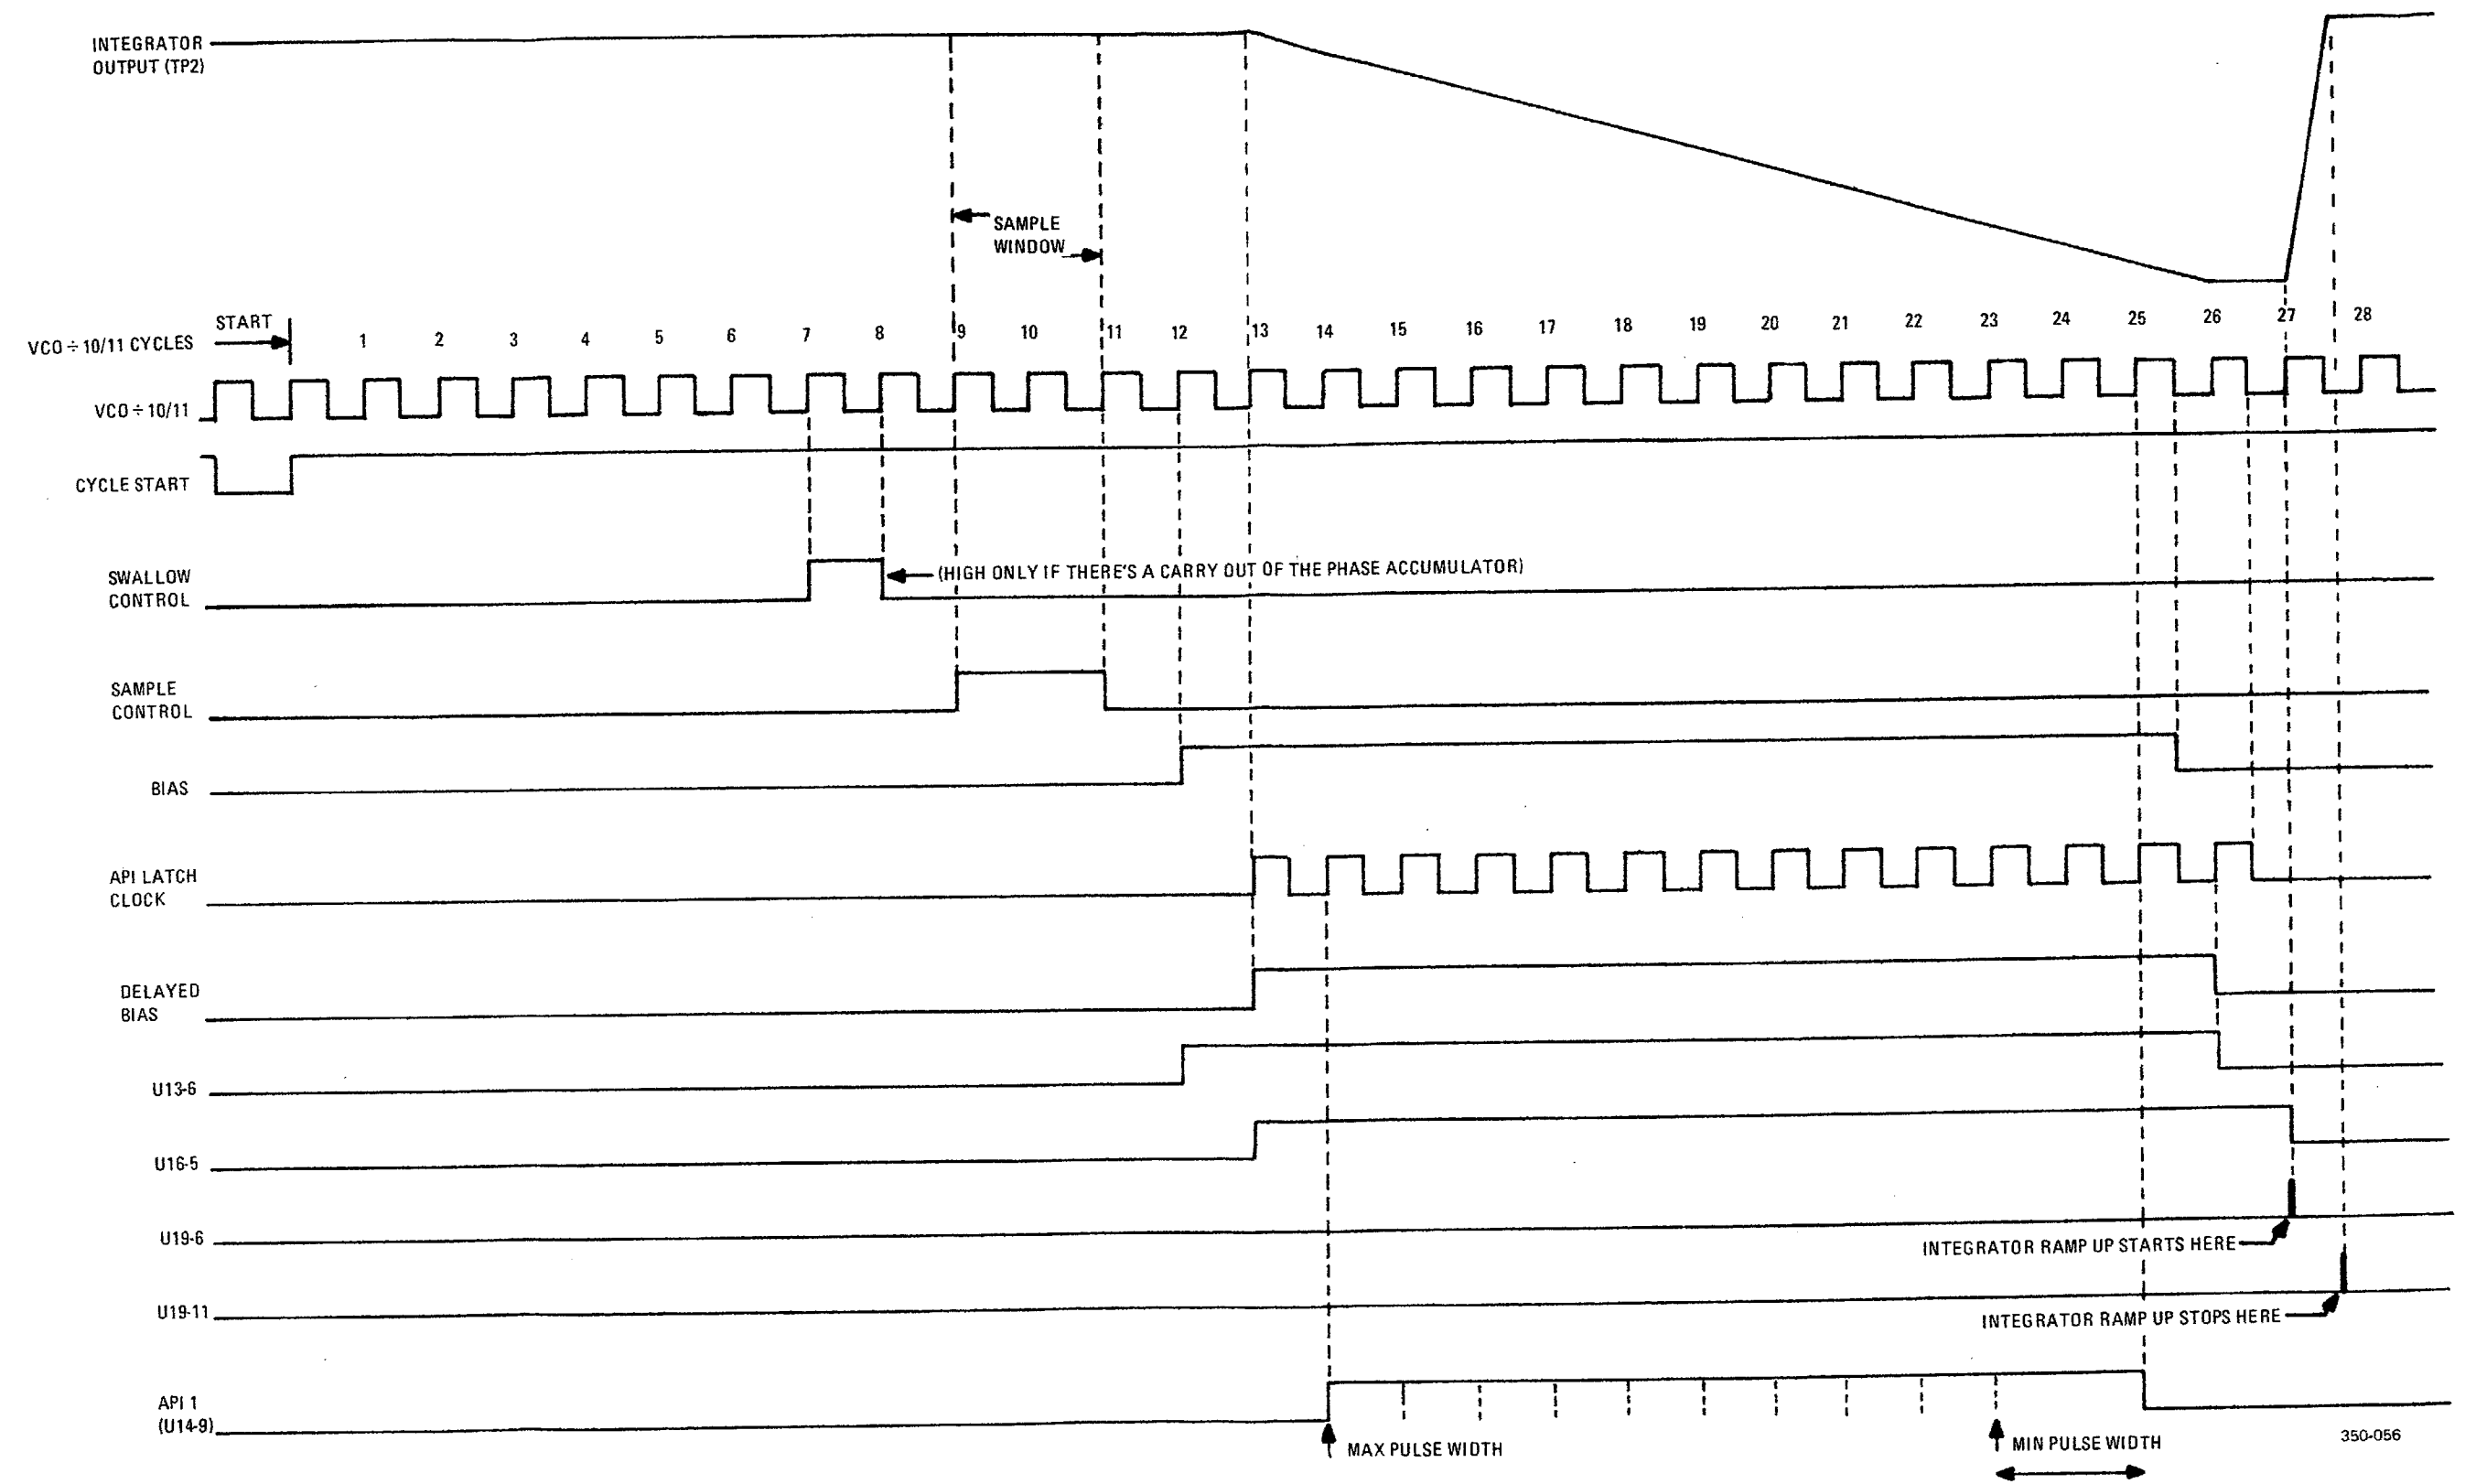 INTEGRATOR
OUTPUT (TP2)
SAMPLE
WINDOW
START
VCO ÷ 10/11 CYCLES
1 2 3 4 5 6 7 8 9 10 11 12 13 14 15 16 17 18 19 20 21 22 23 24 25 26 27 28
VCO ÷ 10/11
CYCLE START
SWALLOW
CONTROL
(HIGH ONLY IF THERE'S A CARRY OUT OF THE PHASE ACCUMULATOR)
SAMPLE
CONTROL
BIAS
API LATCH
CLOCK
DELAYED
BIAS
U13-6
U16-5
U19-6
INTEGRATOR RAMP UP STARTS HERE
U19-11
INTEGRATOR RAMP UP STOPS HERE
API 1
(U14-9)
MAX PULSE WIDTH
MIN PULSE WIDTH
350-056